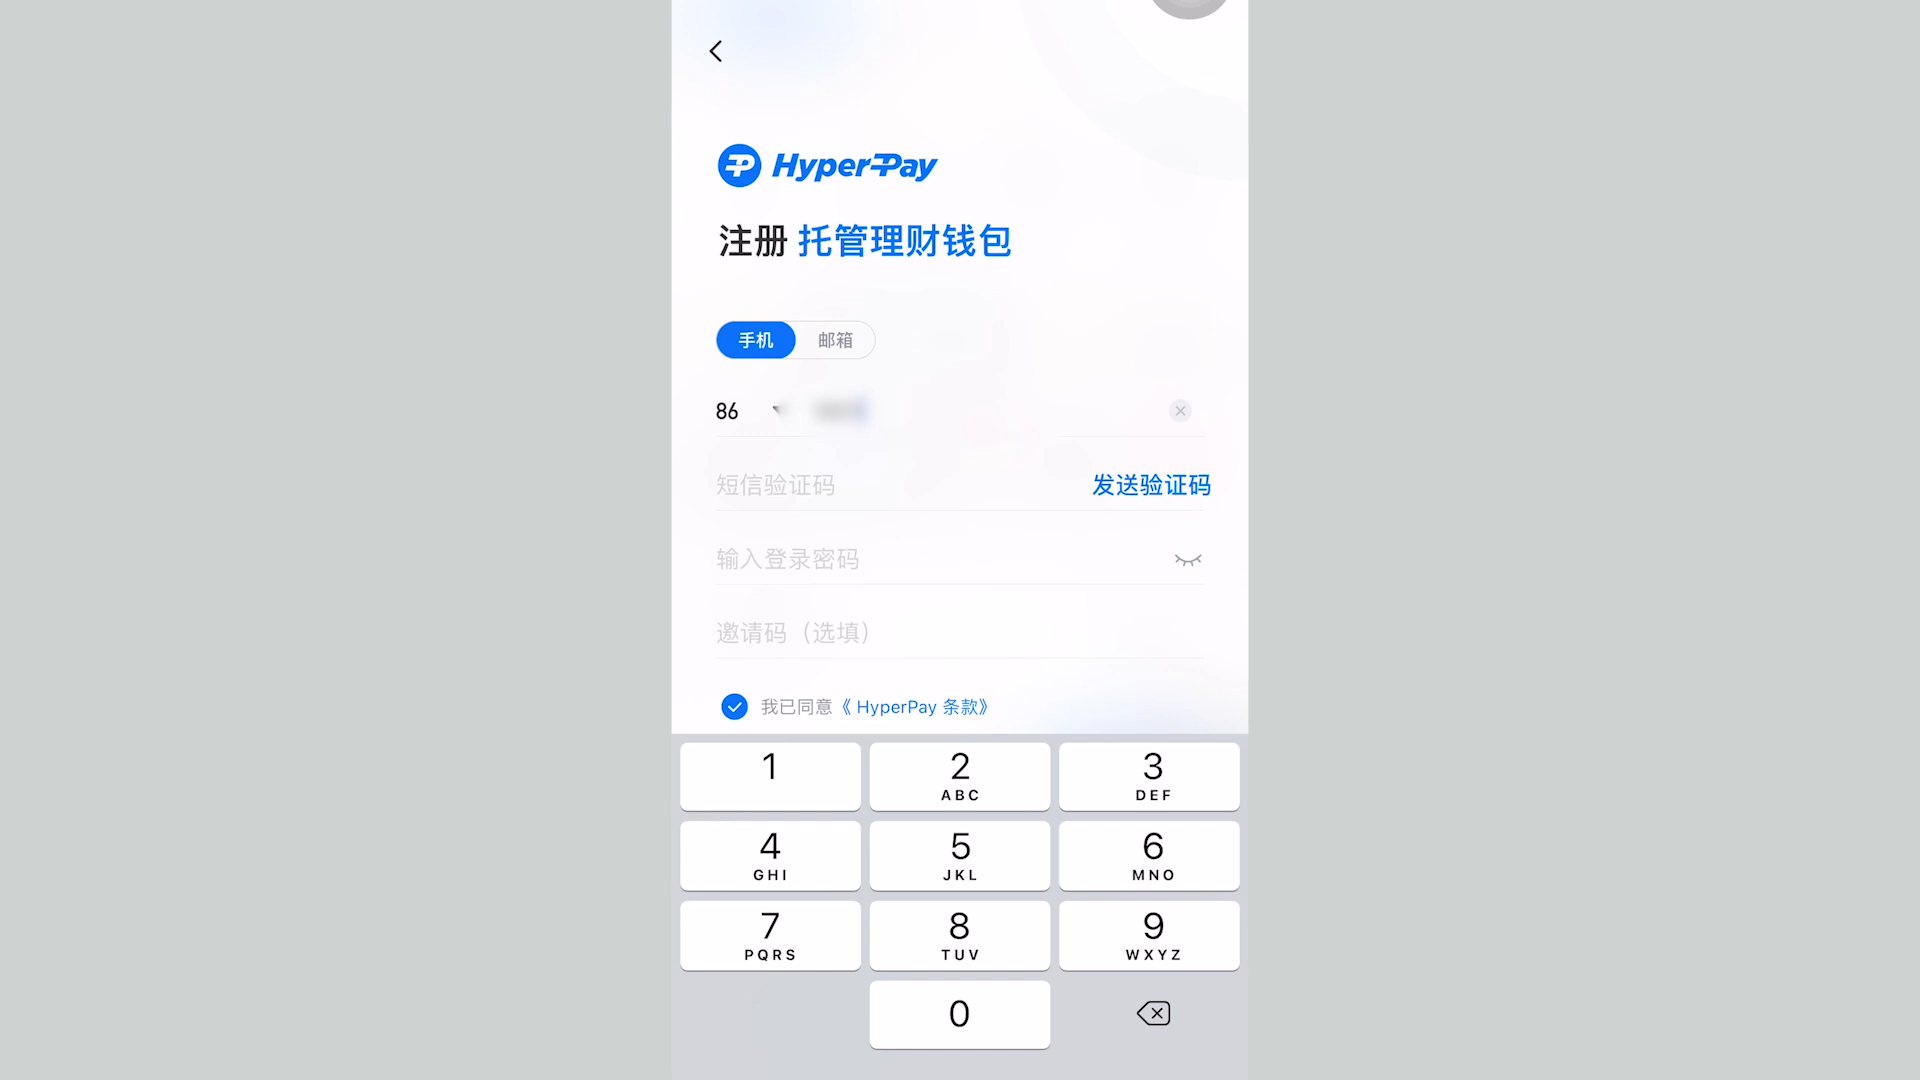 HyperPay
注册 托管理财钱包
手机 邮箱
86
短信验证码 发送验证码
输入登录密码
邀请码（选填）
我已同意《 HyperPay 条款》
1 2 3
ABC DEF
4 5 6
GHI JKL MNO
7 8 9
PQRS TUV WXYZ
0